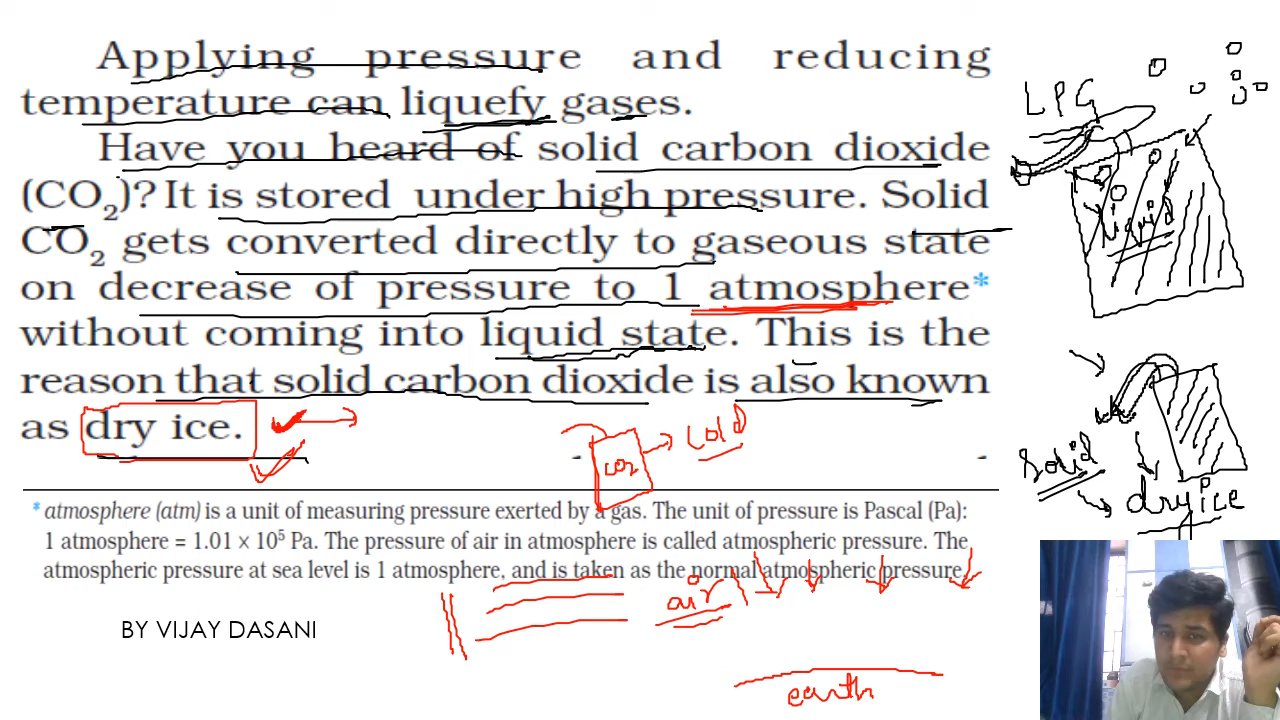 Applying pressure and reducing
temperature can liquefy gases.
Have you heard of solid carbon dioxide
(CO₂)? It is stored under high pressure. Solid
CO₂ gets converted directly to gaseous state
on decrease of pressure to 1 atmosphere*
without coming into liquid state. This is the
reason that solid carbon dioxide is also known
as dry ice.
* atmosphere (atm) is a unit of measuring pressure exerted by a gas. The unit of pressure is Pascal (Pa):
1 atmosphere = 1.01 × 10⁵ Pa. The pressure of air in atmosphere is called atmospheric pressure. The
atmospheric pressure at sea level is 1 atmosphere, and is taken as the normal atmospheric pressure.
BY VIJAY DASANI
LPG
liquid
solid
dry ice
CO2
cold
air
earth